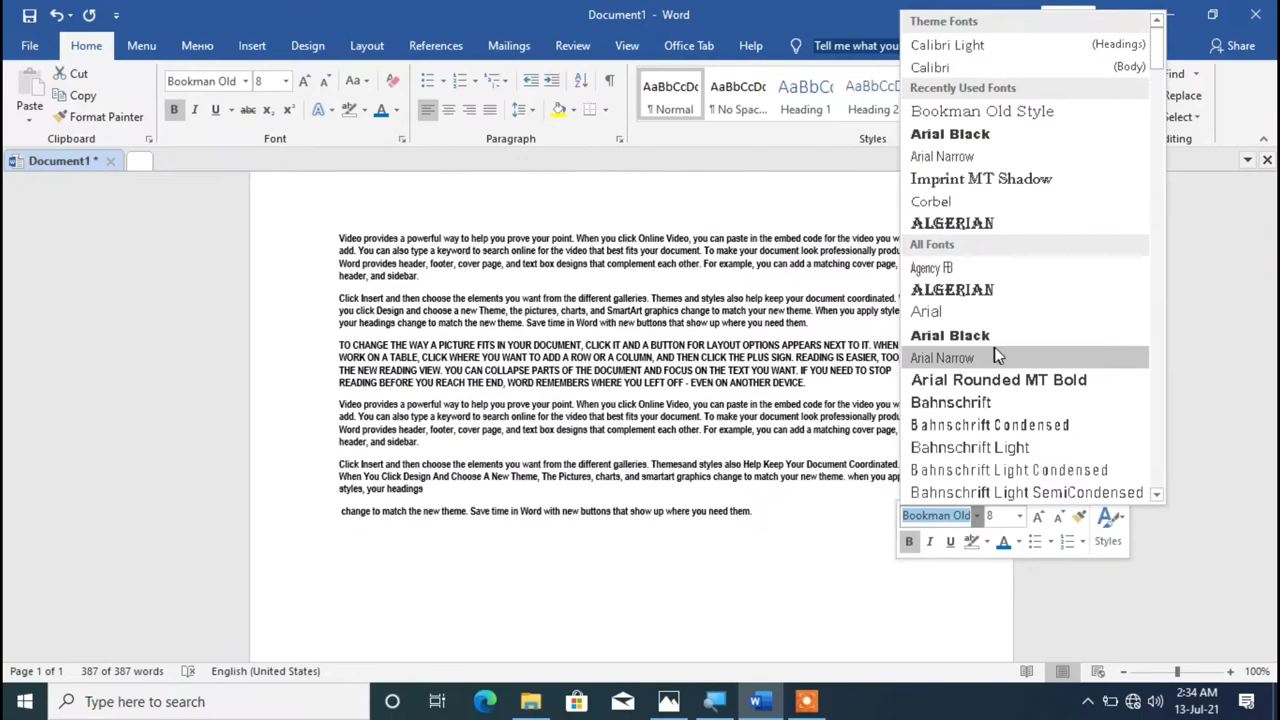 Document1 - Word
File Home Menu Меню Insert Design Layout References Mailings Review View Office Tab Help Tell me what you Share
Paste Cut
Copy
Format Painter
Clipboard
Bookman Old 8 Aa
B I U abc x₂ x² A A
Font
Paragraph
AaBbCcDc AaBbCcDc AaBbCc AaBbCcD
¶ Normal ¶ No Spac... Heading 1 Heading 2
Styles
Find
Replace
Select
diting
Document1 *
Theme Fonts
Calibri Light (Headings)
Calibri (Body)
Recently Used Fonts
Bookman Old Style
Arial Black
Arial Narrow
Imprint MT Shadow
Corbel
ALGERIAN
All Fonts
Agency FB
ALGERIAN
Arial
Arial Black
Arial Narrow
Arial Rounded MT Bold
Bahnschrift
Bahnschrift Condensed
Bahnschrift Light
Bahnschrift Light Condensed
Bahnschrift Light SemiCondensed
Bookman Old 8
B I U aby A Styles
Video provides a powerful way to help you prove your point. When you click Online Video, you can paste in the embed code for the video you w
add. You can also type a keyword to search online for the video that best fits your document. To make your document look professionally produ
Word provides header, footer, cover page, and text box designs that complement each other. For example, you can add a matching cover page,
header, and sidebar.
Click Insert and then choose the elements you want from the different galleries. Themes and styles also help keep your document coordinated.
you click Design and choose a new Theme, the pictures, charts, and SmartArt graphics change to match your new theme. When you apply style
your headings change to match the new theme. Save time in Word with new buttons that show up where you need them.
TO CHANGE THE WAY A PICTURE FITS IN YOUR DOCUMENT, CLICK IT AND A BUTTON FOR LAYOUT OPTIONS APPEARS NEXT TO IT. WHEN
WORK ON A TABLE, CLICK WHERE YOU WANT TO ADD A ROW OR A COLUMN, AND THEN CLICK THE PLUS SIGN. READING IS EASIER, TOO
THE NEW READING VIEW. YOU CAN COLLAPSE PARTS OF THE DOCUMENT AND FOCUS ON THE TEXT YOU WANT. IF YOU NEED TO STOP
READING BEFORE YOU REACH THE END, WORD REMEMBERS WHERE YOU LEFT OFF - EVEN ON ANOTHER DEVICE.
Video provides a powerful way to help you prove your point. When you click Online Video, you can paste in the embed code for the video you w
add. You can also type a keyword to search online for the video that best fits your document. To make your document look professionally produ
Word provides header, footer, cover page, and text box designs that complement each other. For example, you can add a matching cover page,
header, and sidebar.
Click Insert and then choose the elements you want from the different galleries. Themesand styles also Help Keep Your Document Coordinated.
When You Click Design And Choose A New Theme, The Pictures, charts, and smartart graphics change to match your new theme. when you app
styles, your headings
change to match the new theme. Save time in Word with new buttons that show up where you need them.
Page 1 of 1 387 of 387 words English (United States) 100%
Type here to search
2:34 AM
13-Jul-21